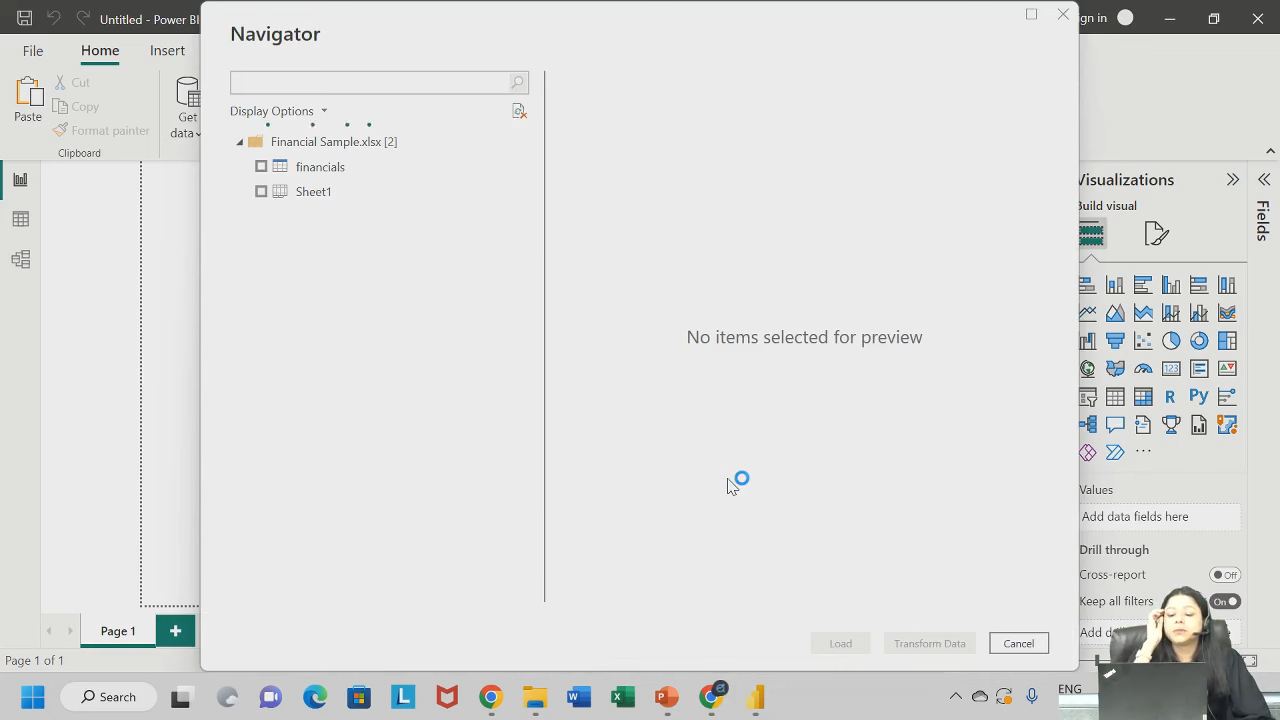 Untitled - Power BI
Navigator
ign in
File
Home
Insert
Paste
Cut
Copy
Format painter
Clipboard
Get
data
Display Options
Financial Sample.xlsx [2]
financials
Sheet1
No items selected for preview
Visualizations
Build visual
Fields
123
R
Py
...
Values
Add data fields here
Drill through
Cross-report
Off
Keep all filters
On
Load
Transform Data
Cancel
Page 1
Page 1 of 1
Search
ENG